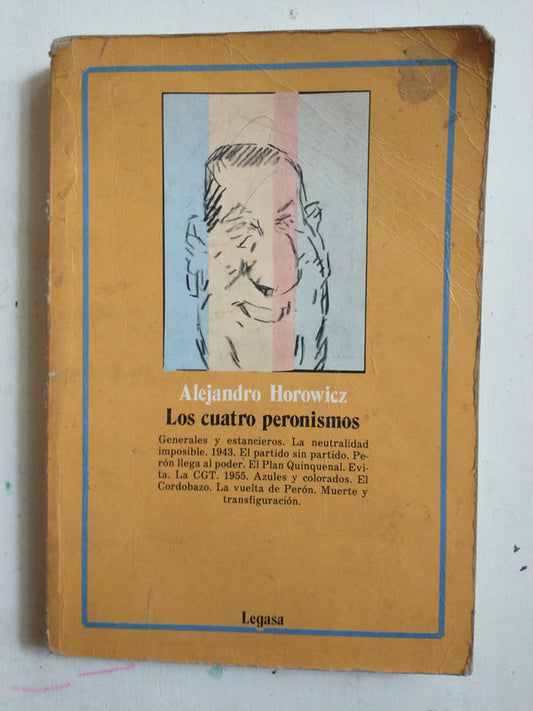 Alejandro Horowicz
Los cuatro peronismos
Generales y estancieros. La neutralidad
imposible. 1943. El partido sin partido. Pe-
rón llega al poder. El Plan Quinquenal. Evi-
ta. La CGT. 1955. Azules y colorados. El
Cordobazo. La vuelta de Perón. Muerte y
transfiguración.
Legasa